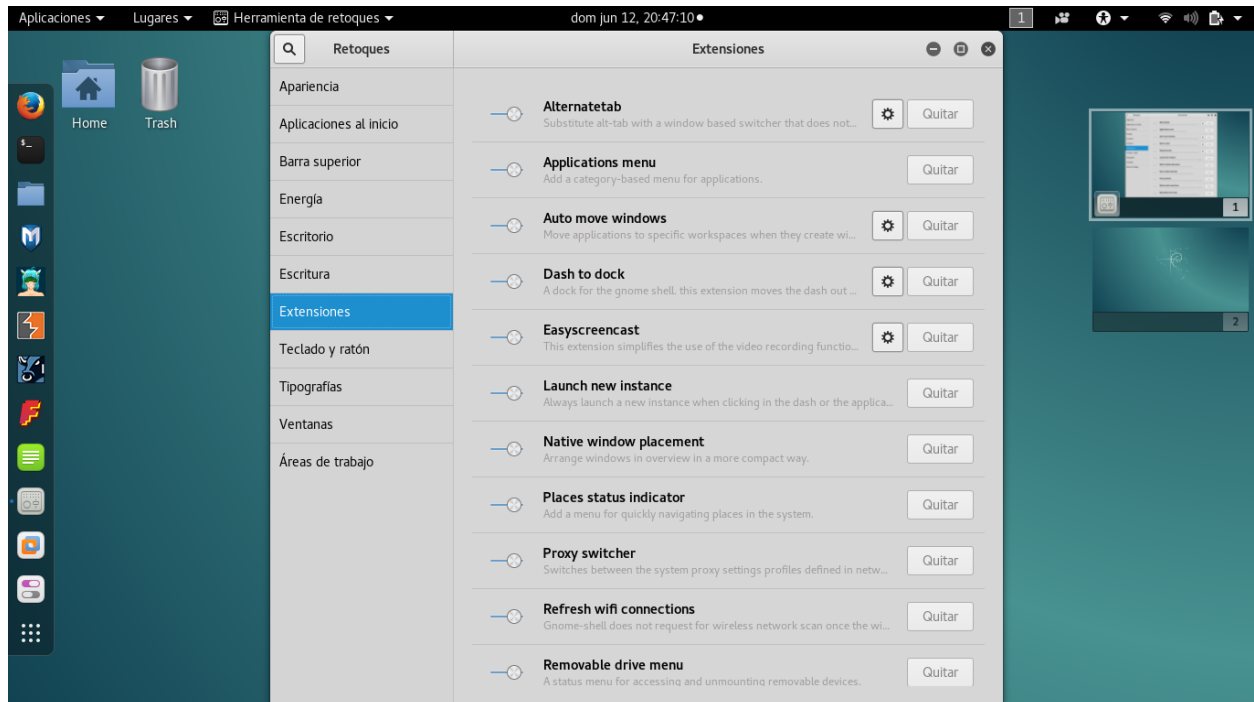 Aplicaciones
Lugares
Herramienta de retoques
dom jun 12, 20:47:10
1
Home
Trash
Retoques
Extensiones
Apariencia
Aplicaciones al inicio
Barra superior
Energía
Escritorio
Escritura
Extensiones
Teclado y ratón
Tipografías
Ventanas
Áreas de trabajo
Alternatetab
Substitute alt-tab with a window based switcher that does not...
Quitar
Applications menu
Add a category-based menu for applications.
Quitar
Auto move windows
Move applications to specific workspaces when they create wi...
Quitar
Dash to dock
A dock for the gnome shell. this extension moves the dash out ...
Quitar
Easyscreencast
This extension simplifies the use of the video recording functio...
Quitar
Launch new instance
Always launch a new instance when clicking in the dash or the applica...
Quitar
Native window placement
Arrange windows in overview in a more compact way.
Quitar
Places status indicator
Add a menu for quickly navigating places in the system.
Quitar
Proxy switcher
Switches between the system proxy settings profiles defined in netw...
Quitar
Refresh wifi connections
Gnome-shell does not request for wireless network scan once the wi...
Quitar
Removable drive menu
A status menu for accessing and unmounting removable devices.
Quitar
1
2